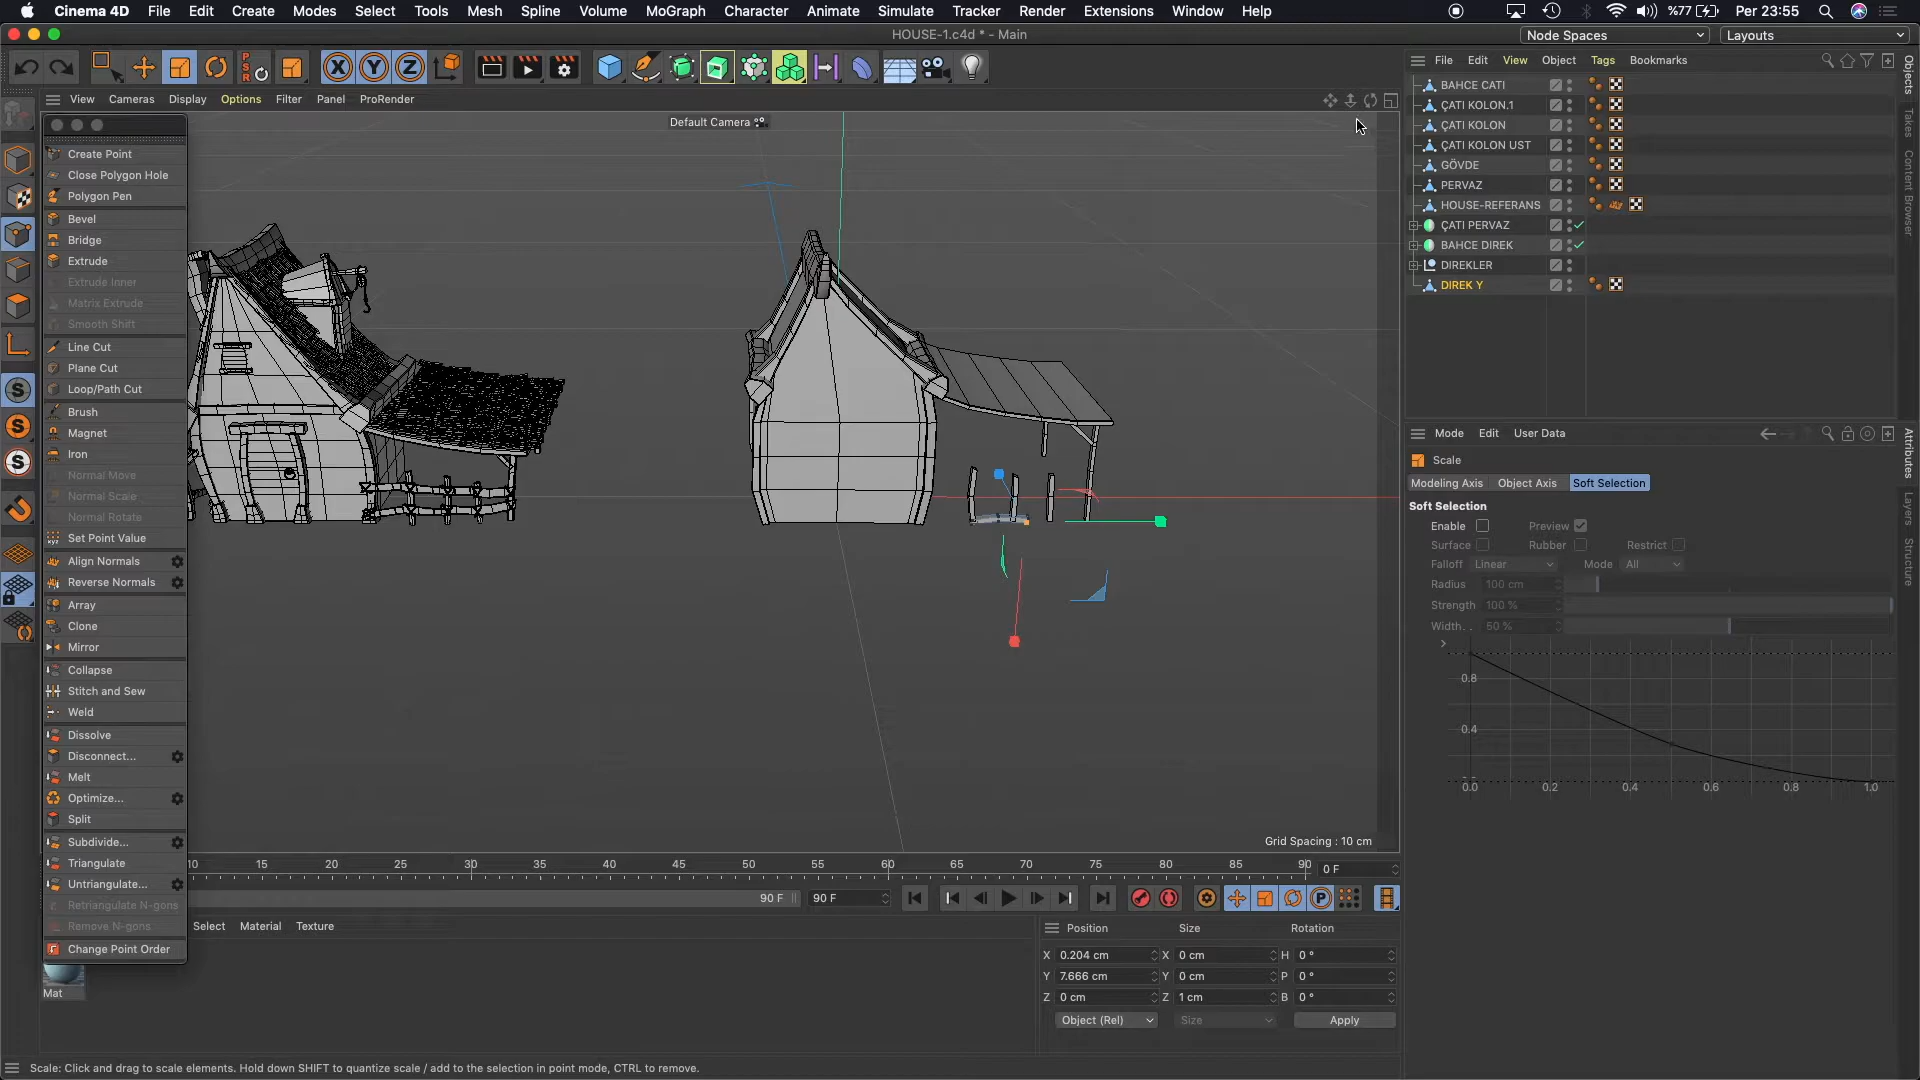 Cinema 4D File Edit Create Modes Select Tools Mesh Spline Volume MoGraph Character Animate Simulate Tracker Render Extensions Window Help %77 Per 23:55
HOUSE-1.c4d * - Main
Node Spaces
Layouts
View Cameras Display Options Filter Panel ProRender
Default Camera
Create Point
Close Polygon Hole
Polygon Pen
Bevel
Bridge
Extrude
Extrude Inner
Matrix Extrude
Smooth Shift
Line Cut
Plane Cut
Loop/Path Cut
Brush
Magnet
Iron
Normal Move
Normal Scale
Normal Rotate
Set Point Value
Align Normals
Reverse Normals
Array
Clone
Mirror
Collapse
Stitch and Sew
Weld
Dissolve
Disconnect...
Melt
Optimize...
Split
Subdivide...
Triangulate
Untriangulate...
Retriangulate N-gons
Remove N-gons
Change Point Order
Grid Spacing : 10 cm
10 15 20 25 30 35 40 45 50 55 60 65 70 75 80 85 90
0 F
90 F
90 F
Select Material Texture
Mat
Position Size Rotation
X 0.204 cm X 0 cm H 0 °
Y 7.666 cm Y 0 cm P 0 °
Z 0 cm Z 1 cm B 0 °
Object (Rel) Size Apply
Scale: Click and drag to scale elements. Hold down SHIFT to quantize scale / add to the selection in point mode, CTRL to remove.
File Edit View Object Tags Bookmarks
BAHCE CATI
ÇATI KOLON.1
ÇATI KOLON
ÇATI KOLON UST
GÖVDE
PERVAZ
HOUSE-REFERANS
ÇATI PERVAZ
BAHCE DIREK
DIREKLER
DIREK Y
Mode Edit User Data
Scale
Modeling Axis Object Axis Soft Selection
Soft Selection
Enable Preview
Surface Rubber Restrict
Falloff Linear Mode All
Radius 100 cm
Strength 100 %
Width. . 50 %
0.8
0.4
0.0 0.2 0.4 0.6 0.8 1.0
Objects
Takes
Content Browser
Attributes
Layers
Structure